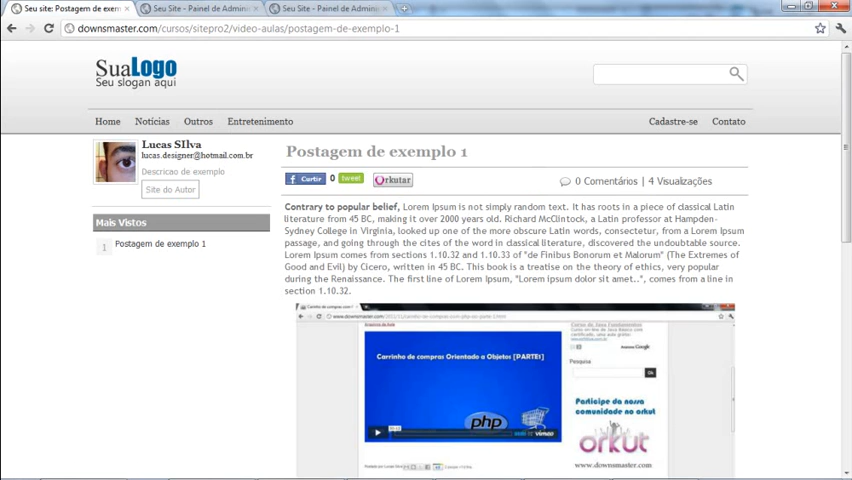 Seu site: Postagem de exem
Seu Site - Painel de Admini
Seu Site - Painel de Admini
downsmaster.com/cursos/sitepro2/video-aulas/postagem-de-exemplo-1
SuaLogo
Seu slogan aqui
Home Notícias Outros Entretenimento Cadastre-se Contato
Lucas SIlva
lucas.designer@hotmail.com.br
Descricao de exemplo
Site do Autor
Mais Vistos
1 Postagem de exemplo 1
Postagem de exemplo 1
Curtir 0 tweet Orkutar 0 Comentários | 4 Visualizações
Contrary to popular belief, Lorem Ipsum is not simply random text. It has roots in a piece of classical Latin
literature from 45 BC, making it over 2000 years old. Richard McClintock, a Latin professor at Hampden-
Sydney College in Virginia, looked up one of the more obscure Latin words, consectetur, from a Lorem Ipsum
passage, and going through the cites of the word in classical literature, discovered the undoubtable source.
Lorem Ipsum comes from sections 1.10.32 and 1.10.33 of "de Finibus Bonorum et Malorum" (The Extremes of
Good and Evil) by Cicero, written in 45 BC. This book is a treatise on the theory of ethics, very popular
during the Renaissance. The first line of Lorem Ipsum, "Lorem ipsum dolor sit amet..", comes from a line in
section 1.10.32.
Carrinho de compras Orientado a Objetos [PARTE1]
php
vimeo
Pesquisa
Ok
Participe da nossa
comunidade no orkut
orkut
www.downsmaster.com